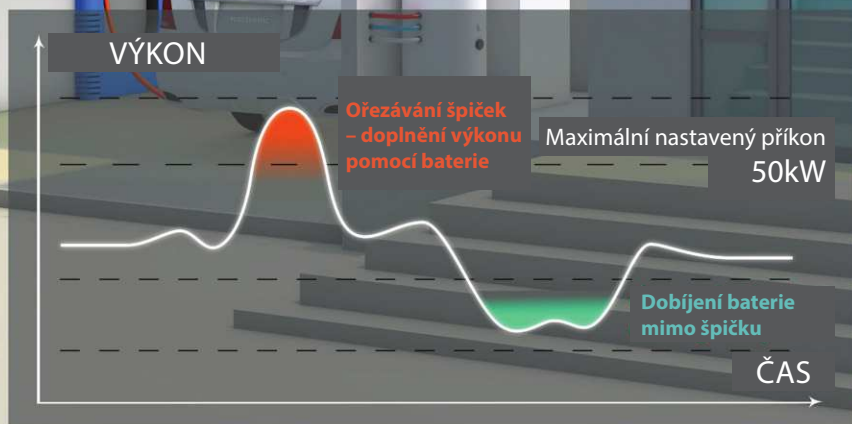 VÝKON
Ořezávání špiček
– doplnění výkonu
pomocí baterie
Maximální nastavený příkon
50kW
Dobíjení baterie
mimo špičku
ČAS